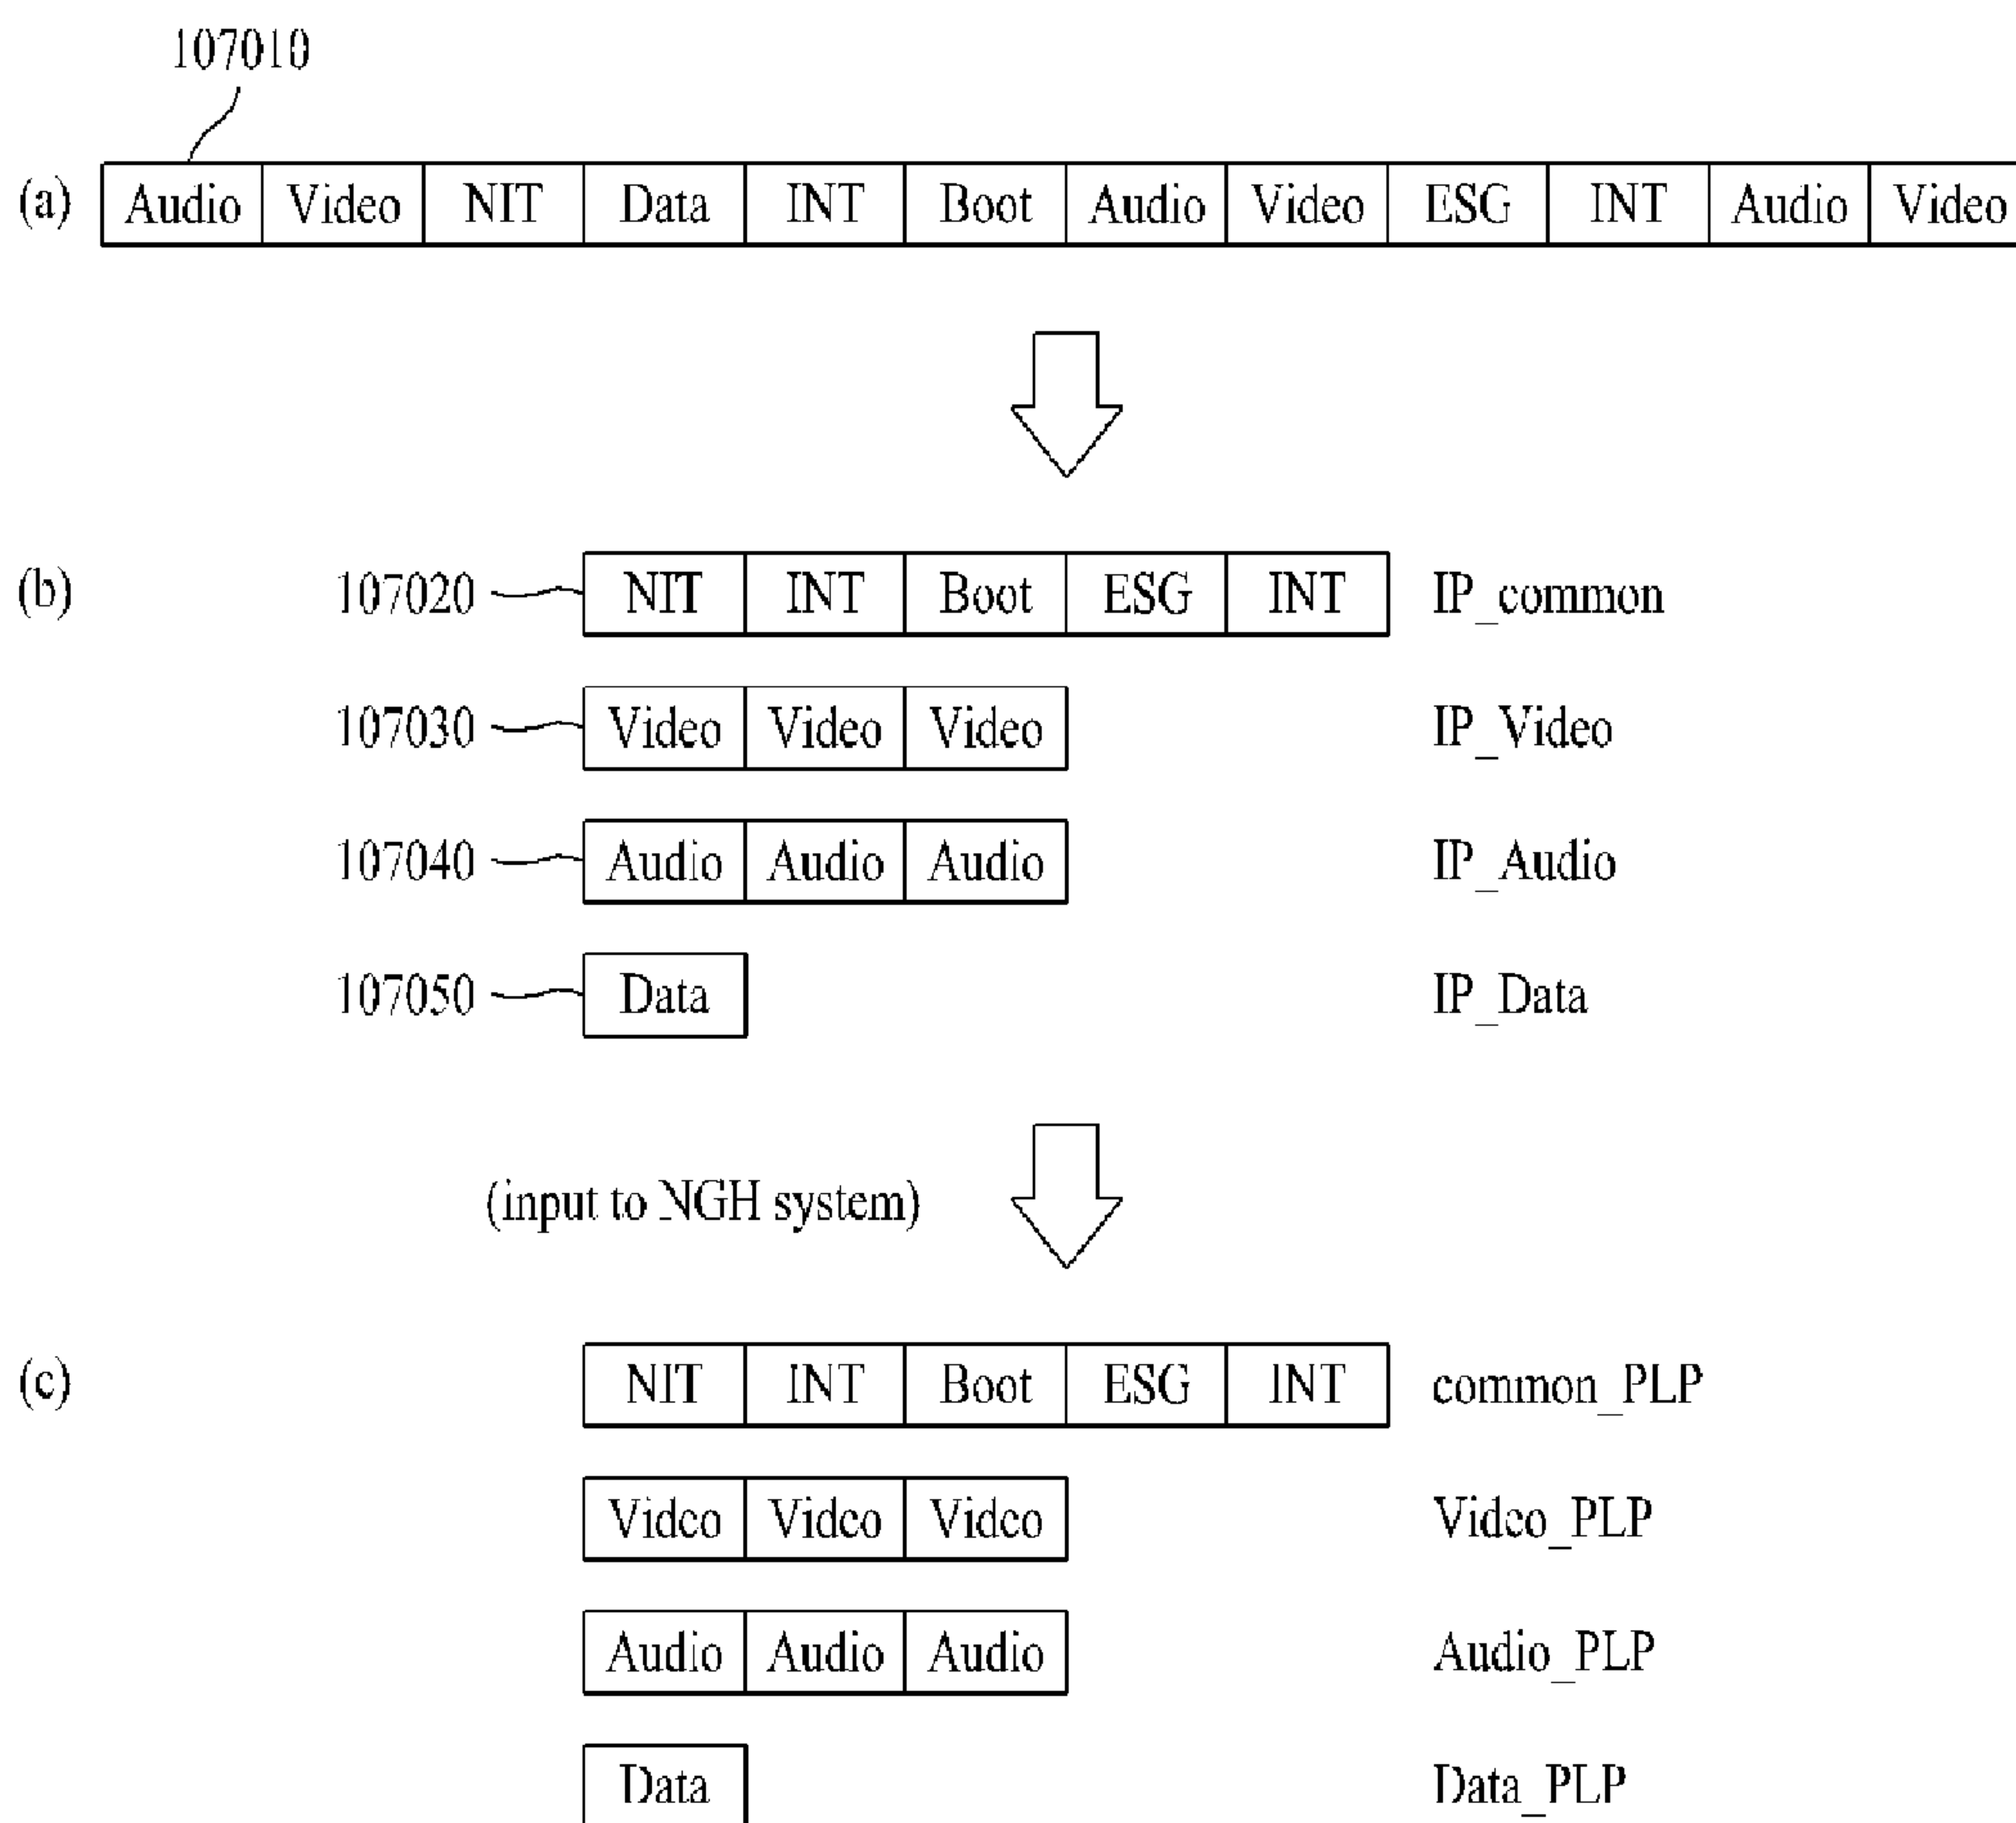 107010
(a) Audio Video NIT Data INT Boot Audio Video ESG INT Audio Video
(b) 107020 NIT INT Boot ESG INT IP_common
107030 Video Video Video IP_Video
107040 Audio Audio Audio IP_Audio
107050 Data IP_Data
(input to NGH system)
(c) NIT INT Boot ESG INT common_PLP
Video Video Video Video_PLP
Audio Audio Audio Audio_PLP
Data Data_PLP